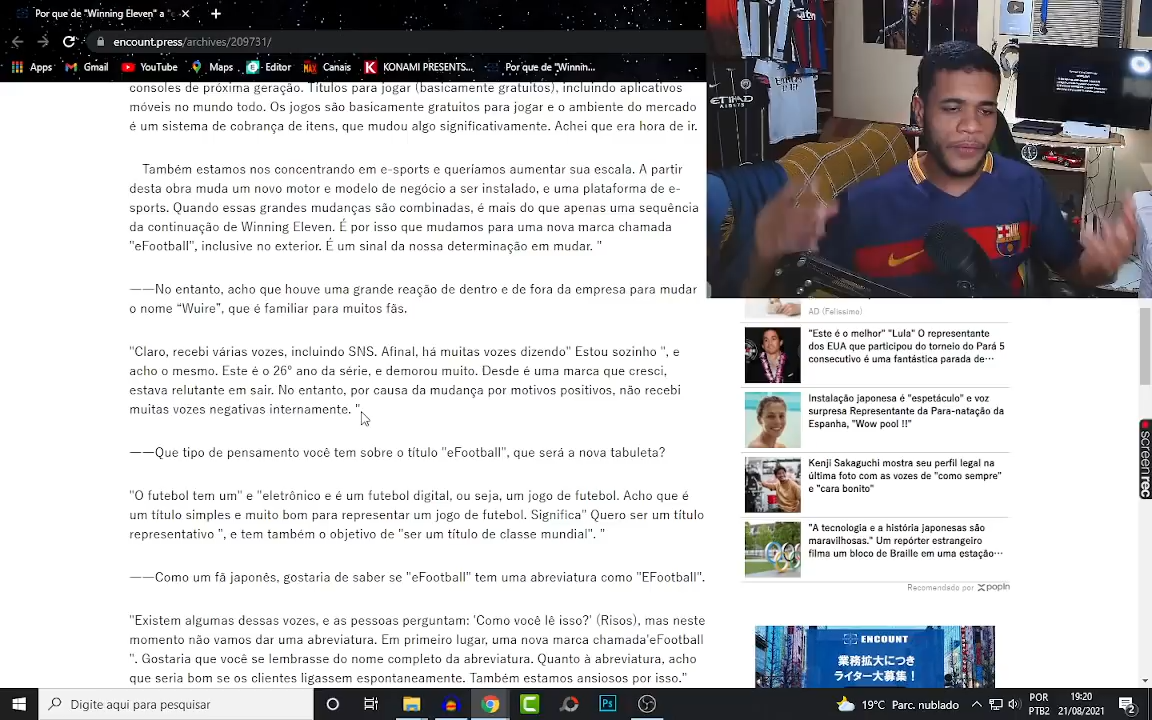 Por que de "Winning Eleven" a "
encount.press/archives/209731/
Apps
Gmail
YouTube
Maps
Editor
Canais
KONAMI PRESENTS...
Por que de "Winnin...
consoles de próxima geração. Títulos para jogar (basicamente gratuitos), incluindo aplicativos
móveis no mundo todo. Os jogos são basicamente gratuitos para jogar e o ambiente do mercado
é um sistema de cobrança de itens, que mudou algo significativamente. Achei que era hora de ir.
Também estamos nos concentrando em e-sports e queríamos aumentar sua escala. A partir
desta obra muda um novo motor e modelo de negócio a ser instalado, e uma plataforma de e-
sports. Quando essas grandes mudanças são combinadas, é mais do que apenas uma sequência
da continuação de Winning Eleven. É por isso que mudamos para uma nova marca chamada
"eFootball", inclusive no exterior. É um sinal da nossa determinação em mudar. "
——No entanto, acho que houve uma grande reação de dentro e de fora da empresa para mudar
o nome “Wuire”, que é familiar para muitos fãs.
"Claro, recebi várias vozes, incluindo SNS. Afinal, há muitas vozes dizendo" Estou sozinho ", e
acho o mesmo. Este é o 26º ano da série, e demorou muito. Desde é uma marca que cresci,
estava relutante em sair. No entanto, por causa da mudança por motivos positivos, não recebi
muitas vozes negativas internamente. "
——Que tipo de pensamento você tem sobre o título "eFootball", que será a nova tabuleta?
"O futebol tem um" e "eletrônico e é um futebol digital, ou seja, um jogo de futebol. Acho que é
um título simples e muito bom para representar um jogo de futebol. Significa" Quero ser um título
representativo ", e tem também o objetivo de "ser um título de classe mundial". "
——Como um fã japonês, gostaria de saber se "eFootball" tem uma abreviatura como "EFootball".
"Existem algumas dessas vozes, e as pessoas perguntam: 'Como você lê isso?' (Risos), mas neste
momento não vamos dar uma abreviatura. Em primeiro lugar, uma nova marca chamada'eFootball
". Gostaria que você se lembrasse do nome completo da abreviatura. Quanto à abreviatura, acho
que seria bom se os clientes ligassem espontaneamente. Também estamos ansiosos por isso."
ETIHAD
AIRWAYS
AD (Felissimo)
"Este é o melhor" "Lula" O representante
dos EUA que participou do torneio do Pará 5
consecutivo é uma fantástica parada de…
Instalação japonesa é "espetáculo" e voz
surpresa Representante da Para-natação da
Espanha, "Wow pool !!"
Kenji Sakaguchi mostra seu perfil legal na
última foto com as vozes de "como sempre"
e "cara bonito"
"A tecnologia e a história japonesas são
maravilhosas." Um repórter estrangeiro
filma um bloco de Braille em uma estação…
Recomendado por popIn
ENCOUNT
業務拡大につき
ライター大募集！
screenrec
Digite aqui para pesquisar
Ps
19°C Parc. nublado
POR
PTB2
19:20
21/08/2021
2